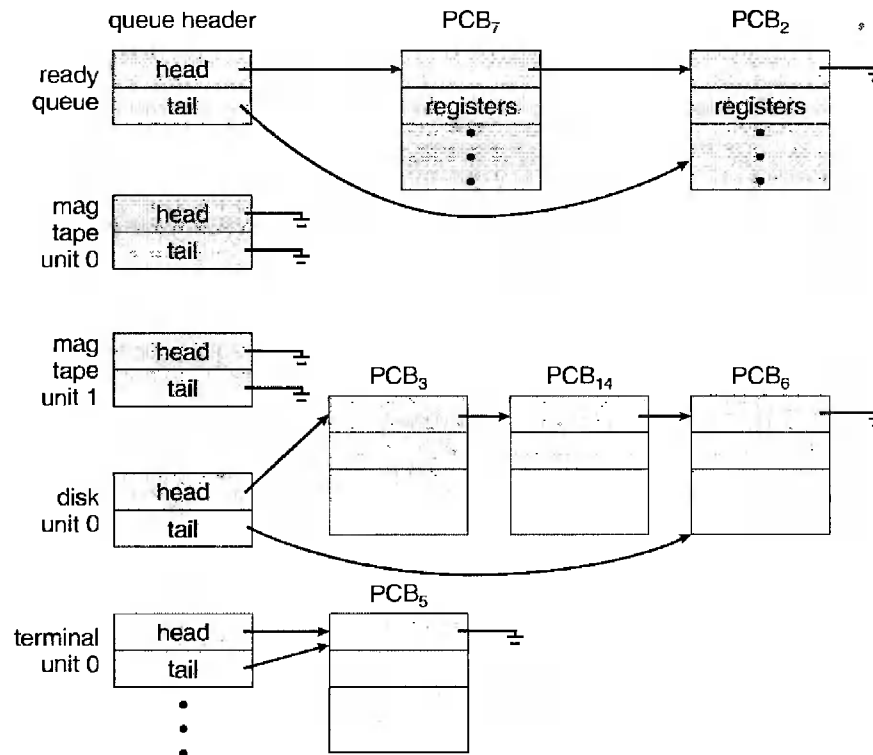 queue header
PCB₇
PCB₂
ready
queue
head
tail
registers
registers
mag
tape
unit 0
head
tail
mag
tape
unit 1
head
tail
PCB₃
PCB₁₄
PCB₆
disk
unit 0
head
tail
PCB₅
terminal
unit 0
head
tail